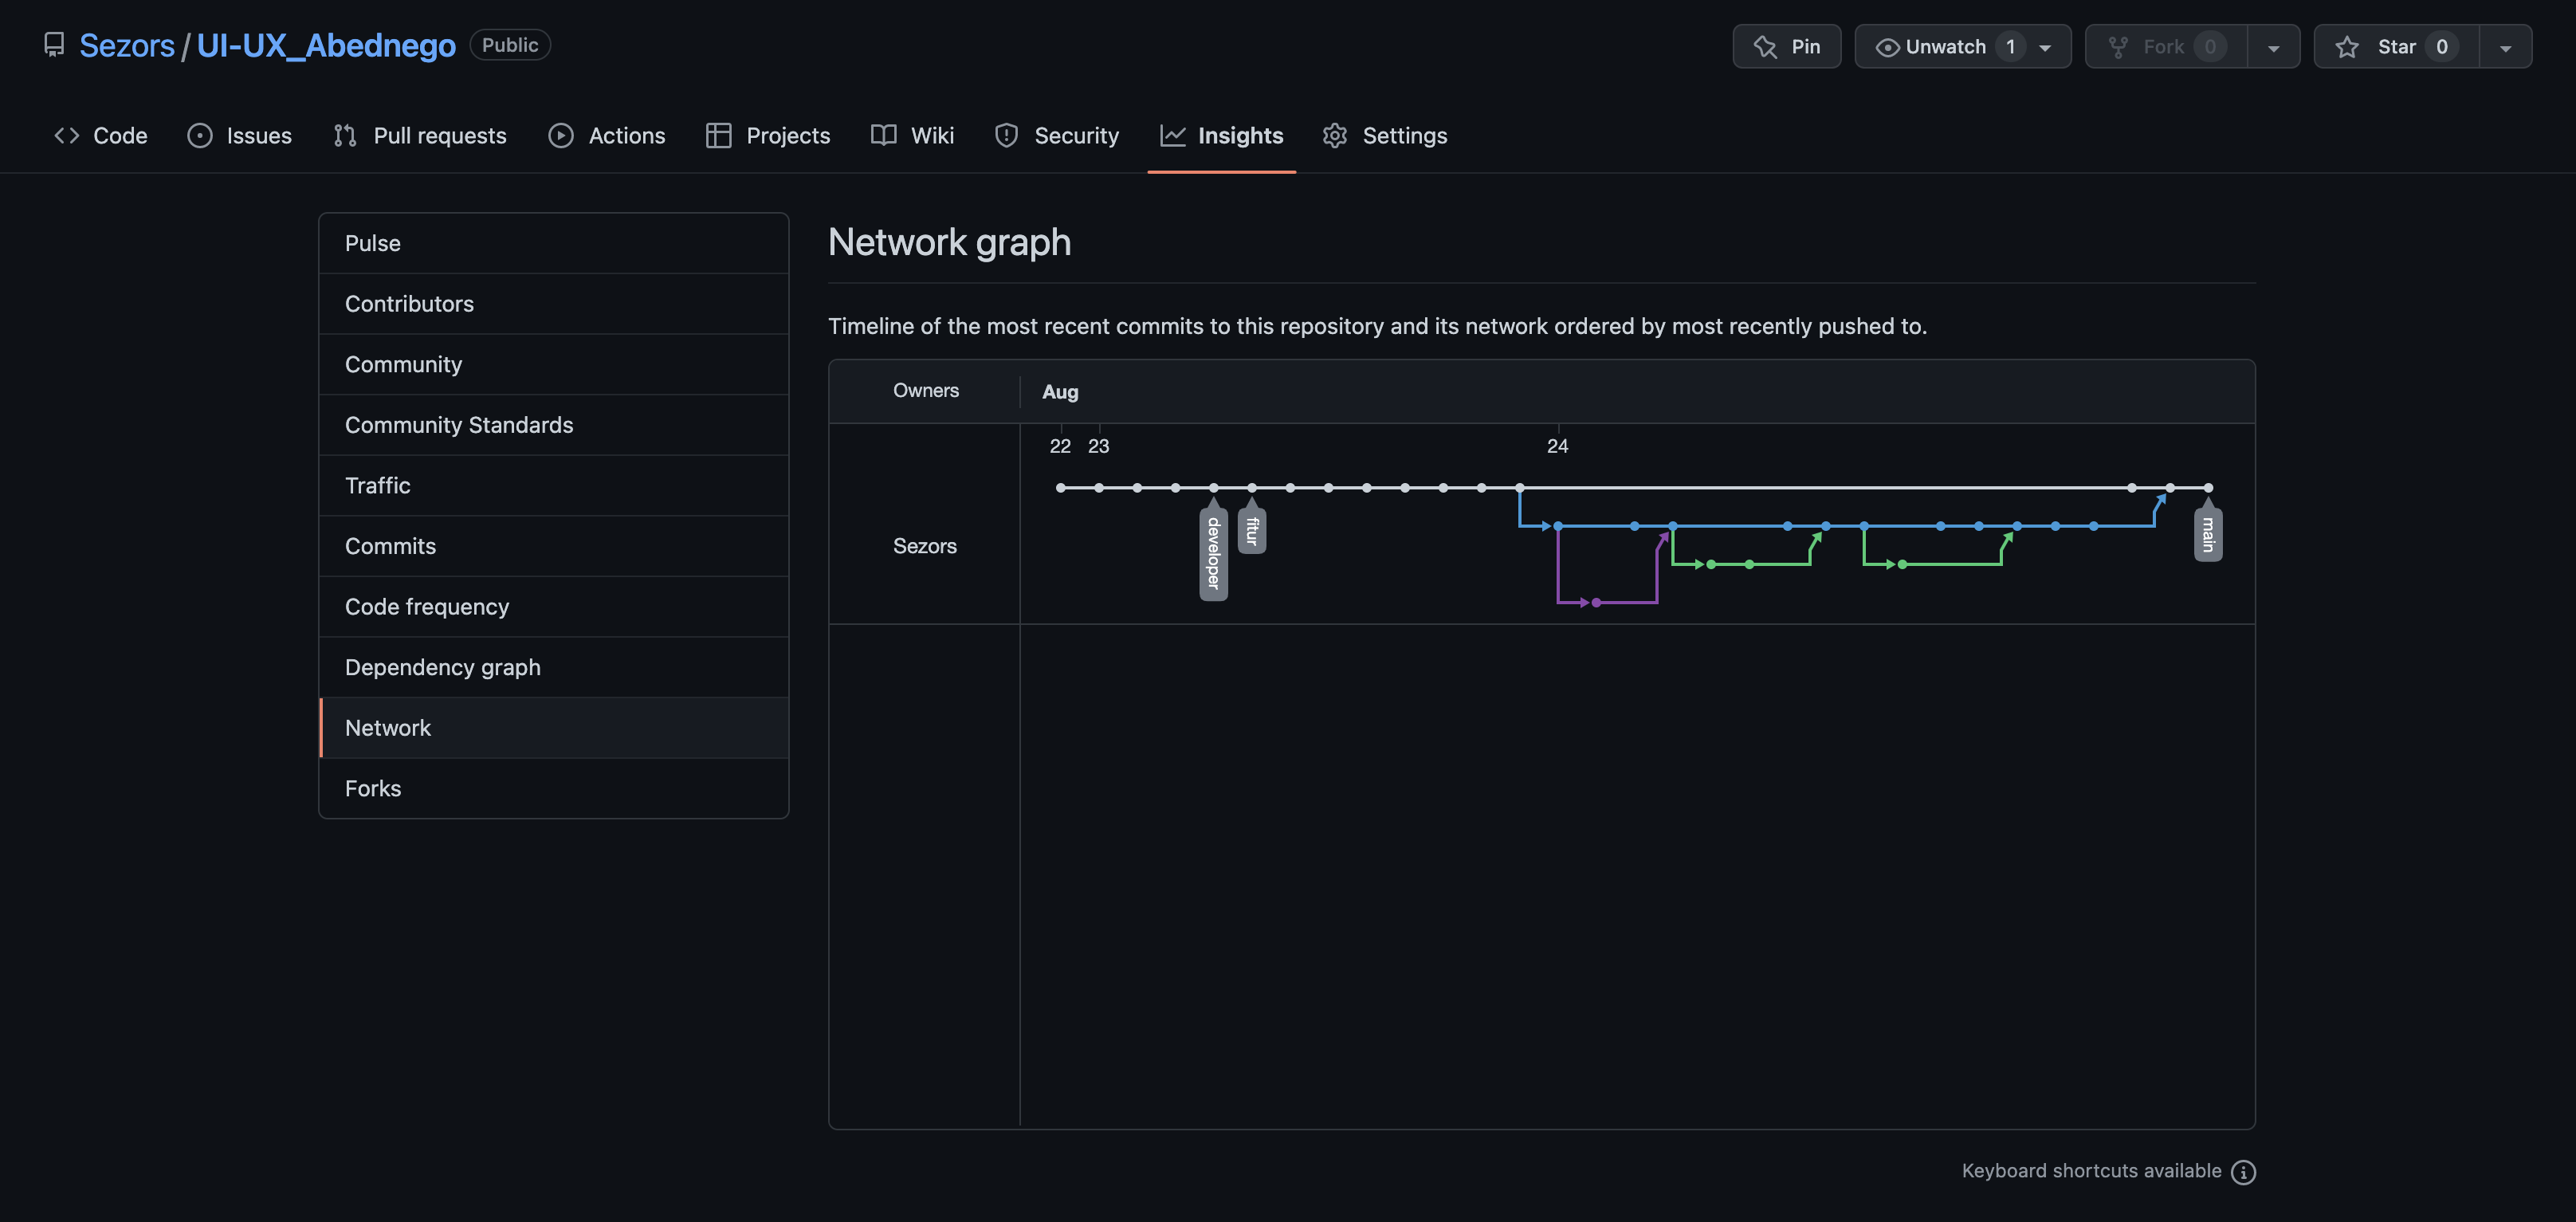 Sezors / UI-UX_Abednego Public
Pin Unwatch 1 Fork 0 Star 0
Code Issues Pull requests Actions Projects Wiki Security Insights Settings
Pulse
Contributors
Community
Community Standards
Traffic
Commits
Code frequency
Dependency graph
Network
Forks
Network graph
Timeline of the most recent commits to this repository and its network ordered by most recently pushed to.
Owners Aug
22 23 24
Sezors
developer
fitur
main
Keyboard shortcuts available